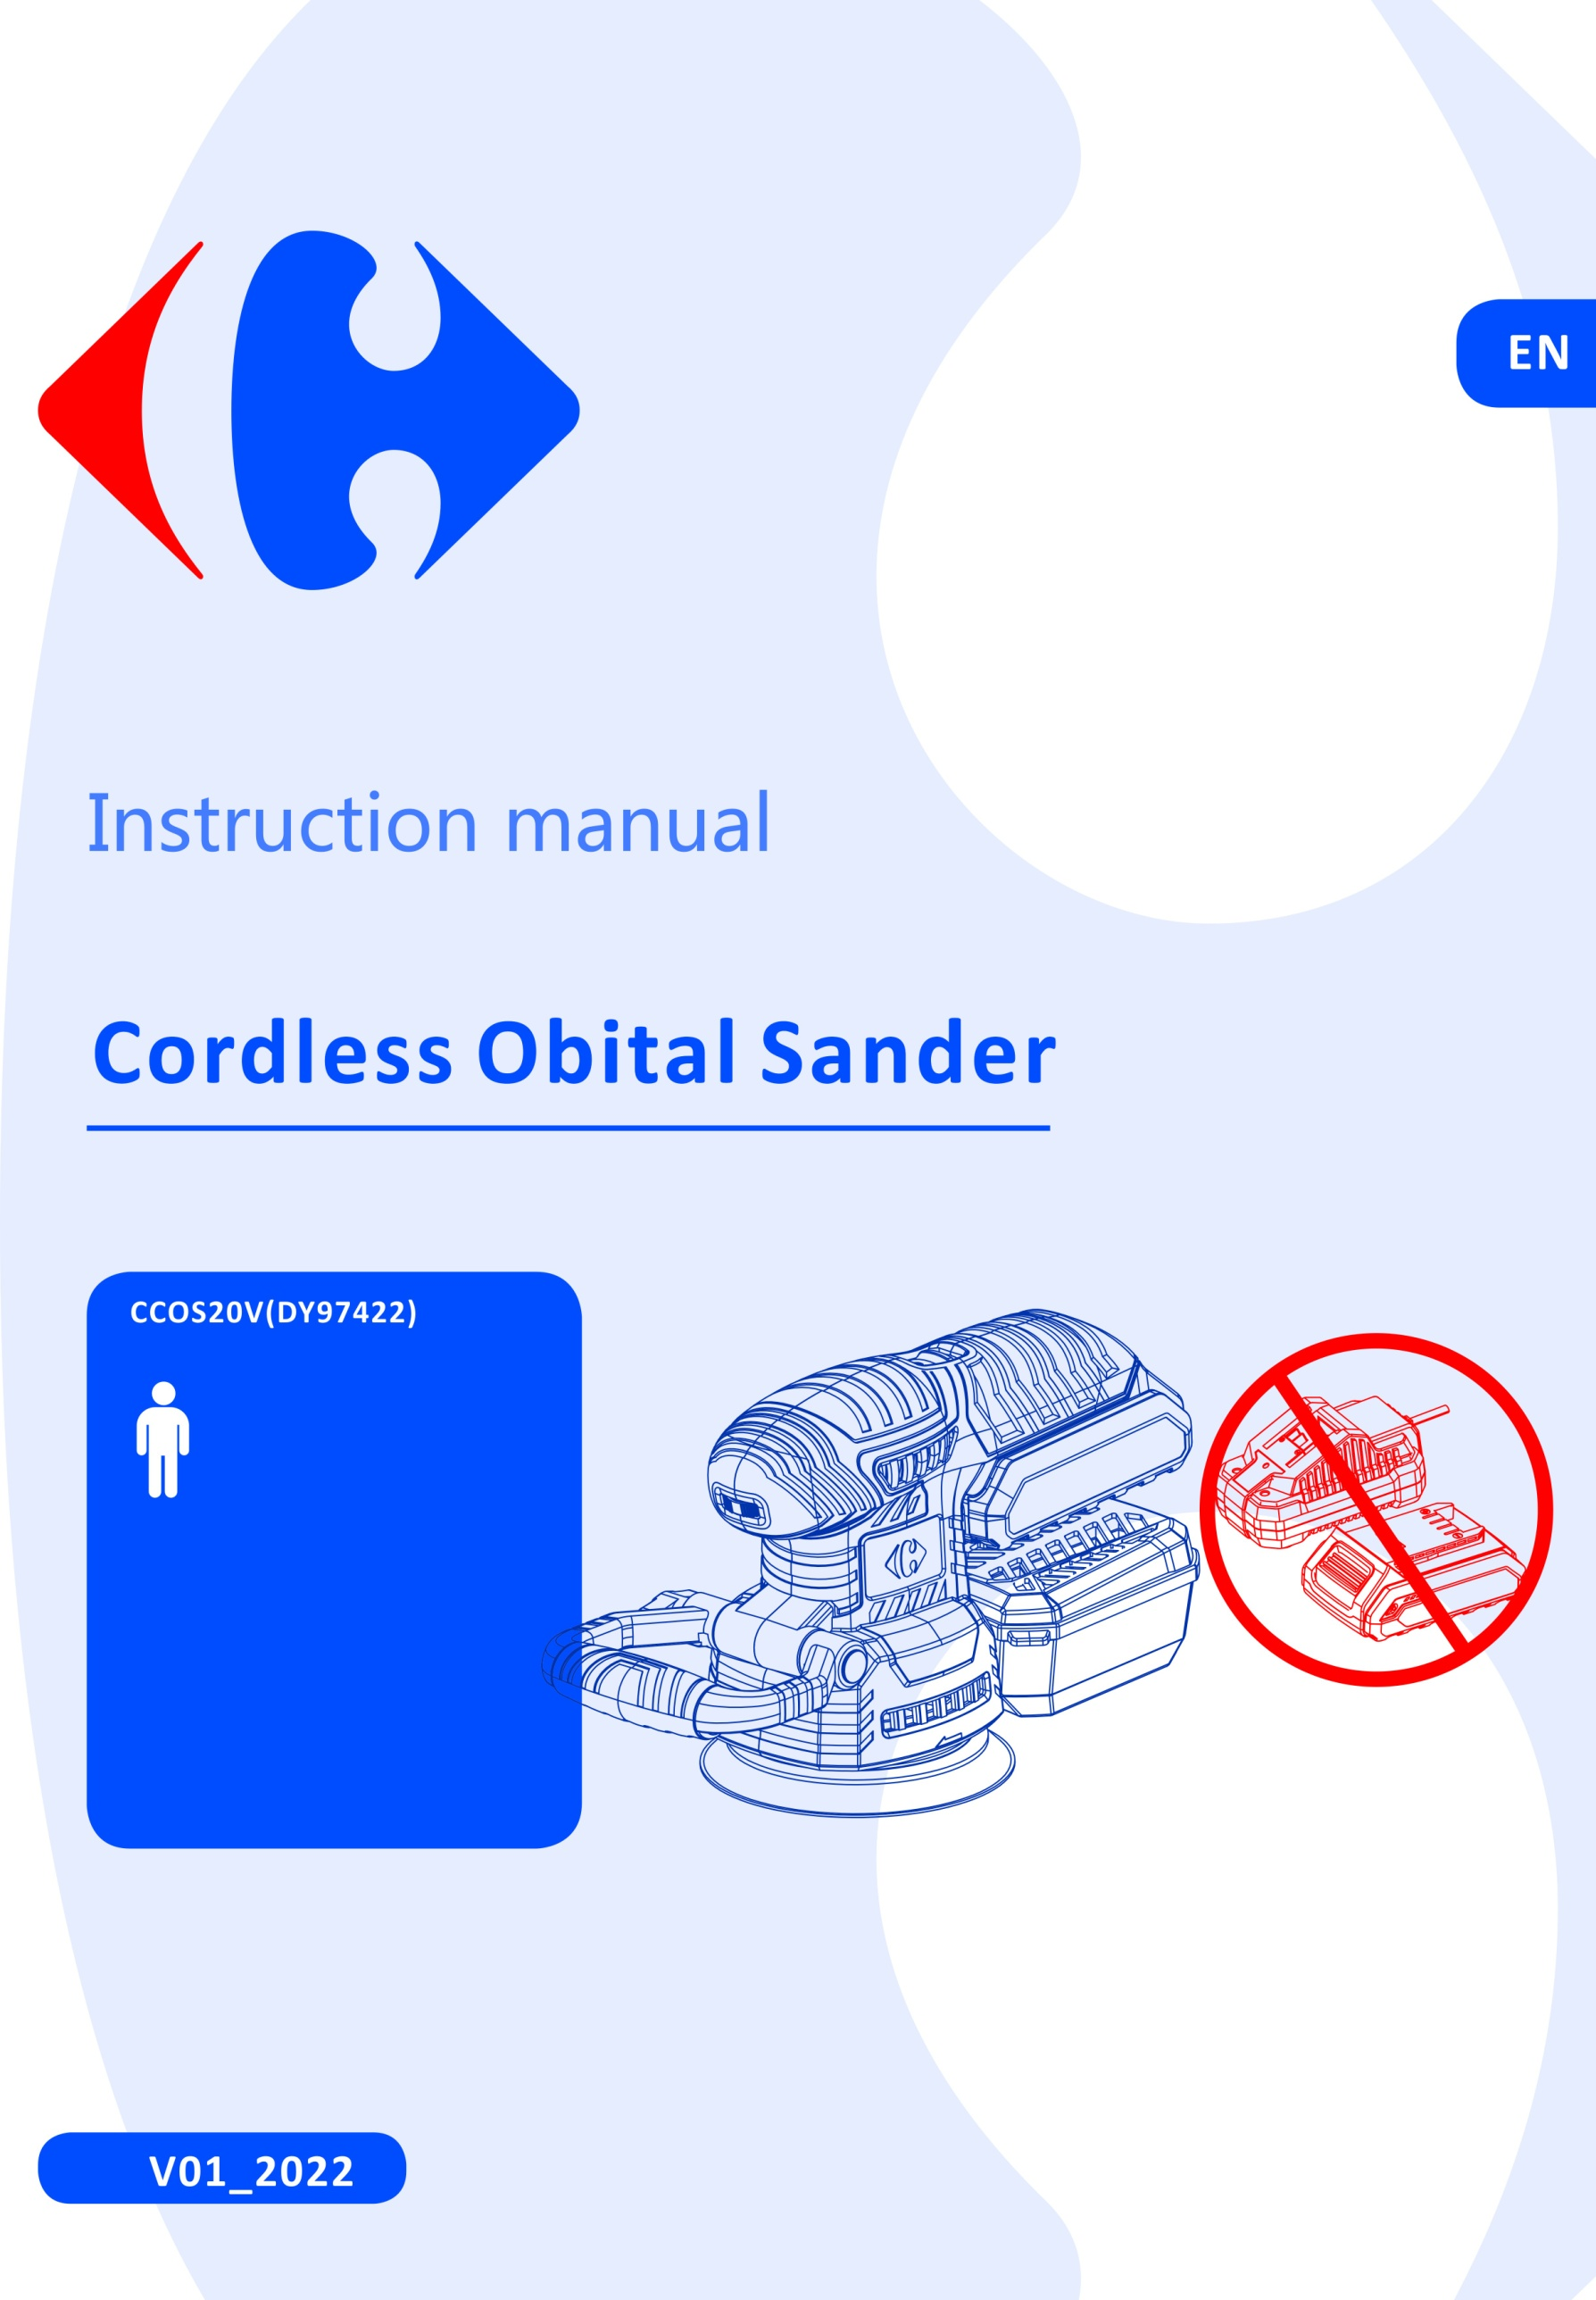 EN
Instruction manual
Cordless Obital Sander
CCOS20V(DY97422)
V01_2022